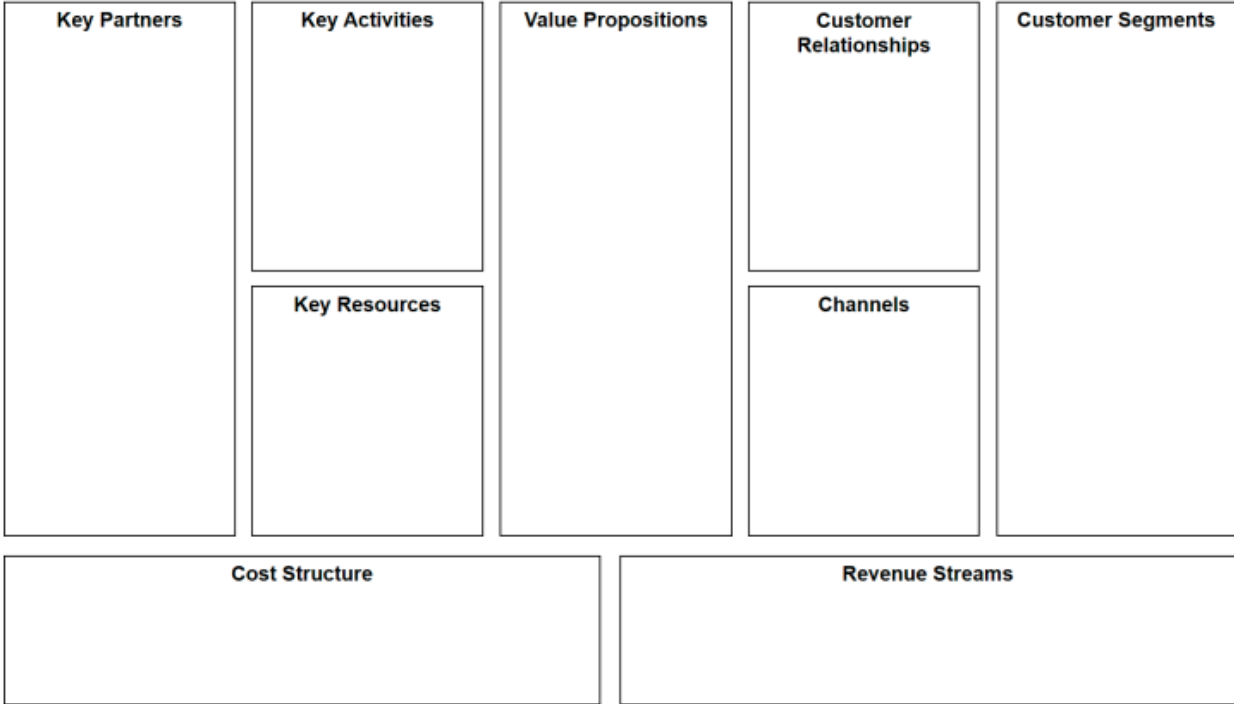 Key Partners
Key Activities
Value Propositions
Customer
Relationships
Customer Segments
Key Resources
Channels
Cost Structure
Revenue Streams